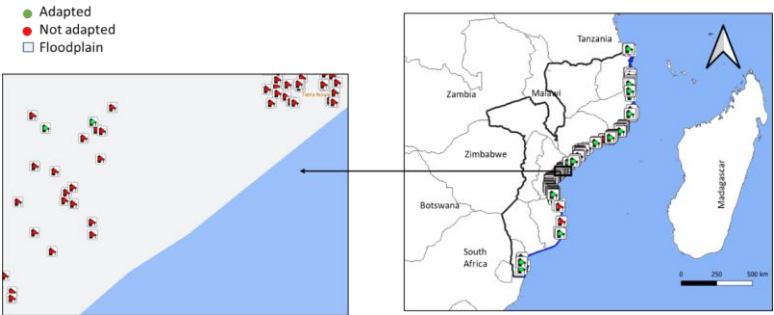 Adapted
Not adapted
Floodplain
Tanzania
Zambia
Malawi
Zimbabwe
Botswana
Madagascar
South
Africa
0 250 500 km